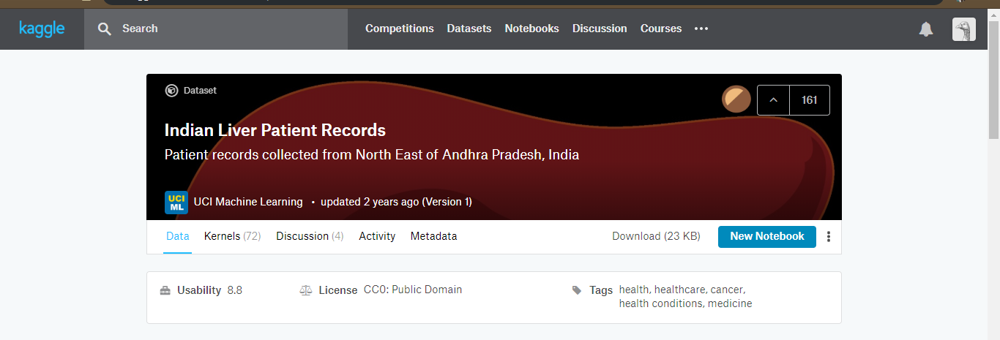 kaggle Search Competitions Datasets Notebooks Discussion Courses
Dataset
161
Indian Liver Patient Records
Patient records collected from North East of Andhra Pradesh, India
UCI
ML
UCI Machine Learning • updated 2 years ago (Version 1)
Data Kernels (72) Discussion (4) Activity Metadata Download (23 KB) New Notebook
Usability 8.8 License CC0: Public Domain Tags health, healthcare, cancer,
health conditions, medicine